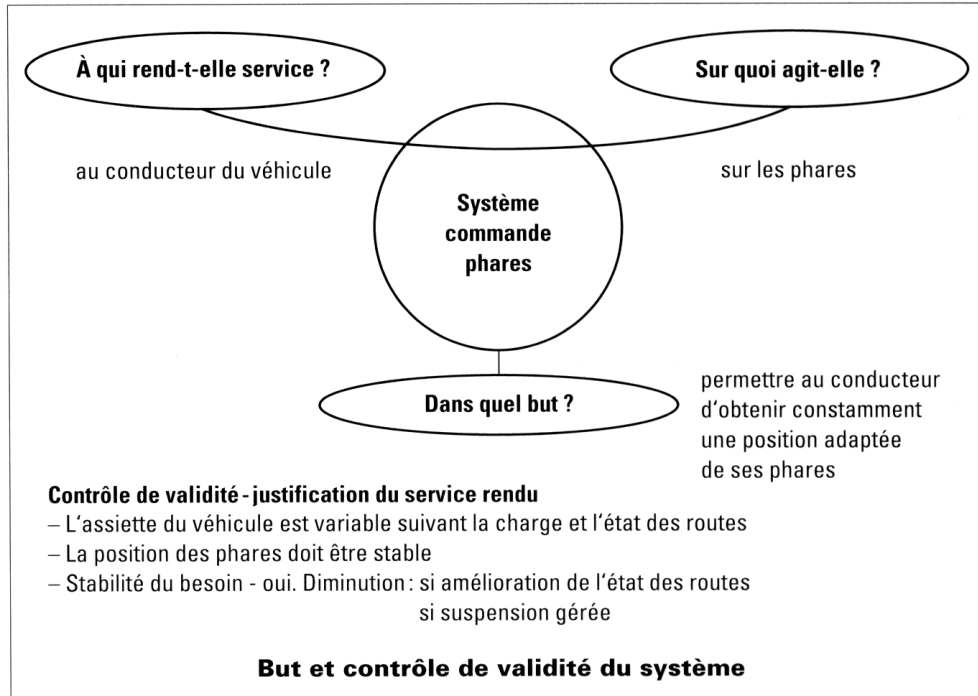 À qui rend-t-elle service ?
Sur quoi agit-elle ?
au conducteur du véhicule
sur les phares
Système
commande
phares
Dans quel but ?
permettre au conducteur
d'obtenir constamment
une position adaptée
de ses phares
Contrôle de validité - justification du service rendu
– L'assiette du véhicule est variable suivant la charge et l'état des routes
– La position des phares doit être stable
– Stabilité du besoin - oui. Diminution : si amélioration de l'état des routes
si suspension gérée
But et contrôle de validité du système